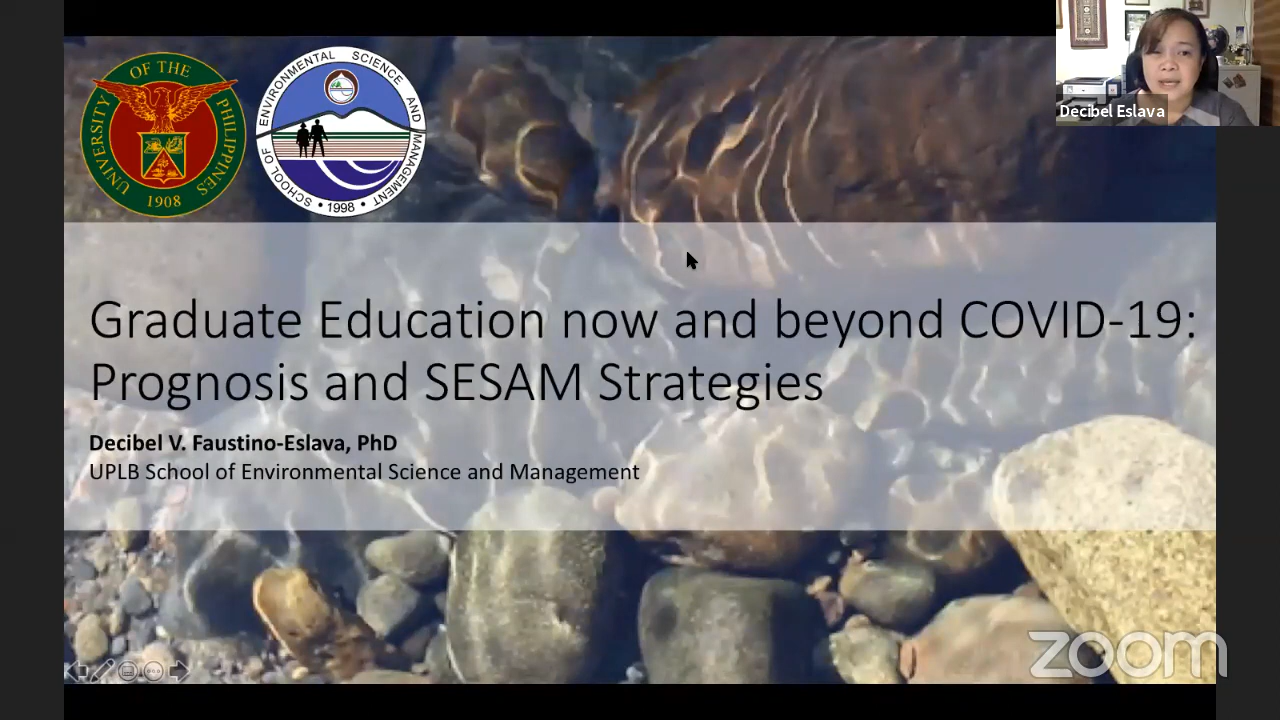 Decibel Eslava
UNIVERSITY OF THE PHILIPPINES
1908
SCHOOL OF ENVIRONMENTAL SCIENCE AND MANAGEMENT
• 1998 •
Graduate Education now and beyond COVID-19:
Prognosis and SESAM Strategies
Decibel V. Faustino-Eslava, PhD
UPLB School of Environmental Science and Management
zoom